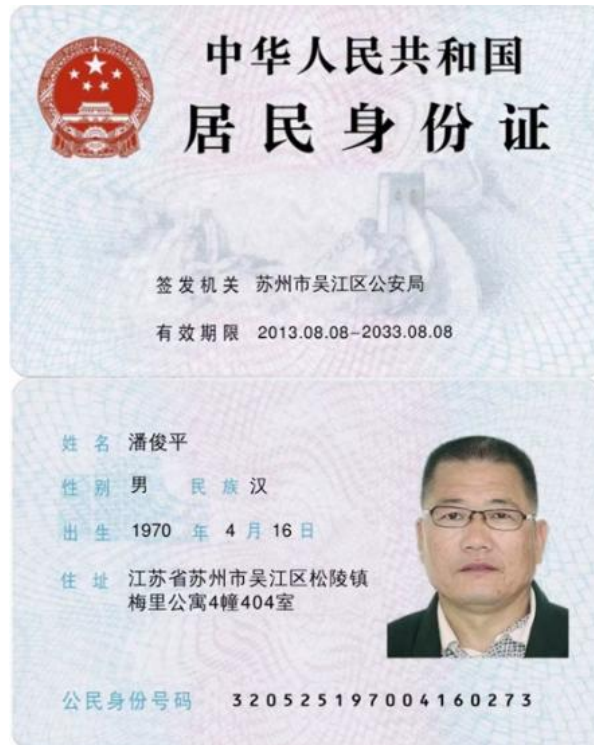 中华人民共和国
居民身份证
签发机关 苏州市吴江区公安局
有效期限 2013.08.08-2033.08.08
姓名 潘俊平
性别 男 民族 汉
出生 1970 年 4 月 16 日
住址 江苏省苏州市吴江区松陵镇
梅里公寓4幢404室
公民身份号码 320525197004160273